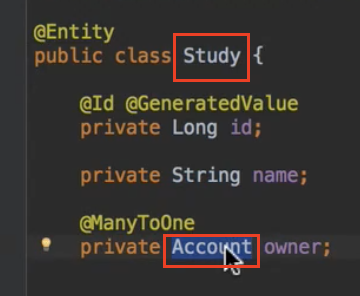 @Entity
public class Study {
@Id @GeneratedValue
private Long id;
private String name;
@ManyToOne
private Account owner;